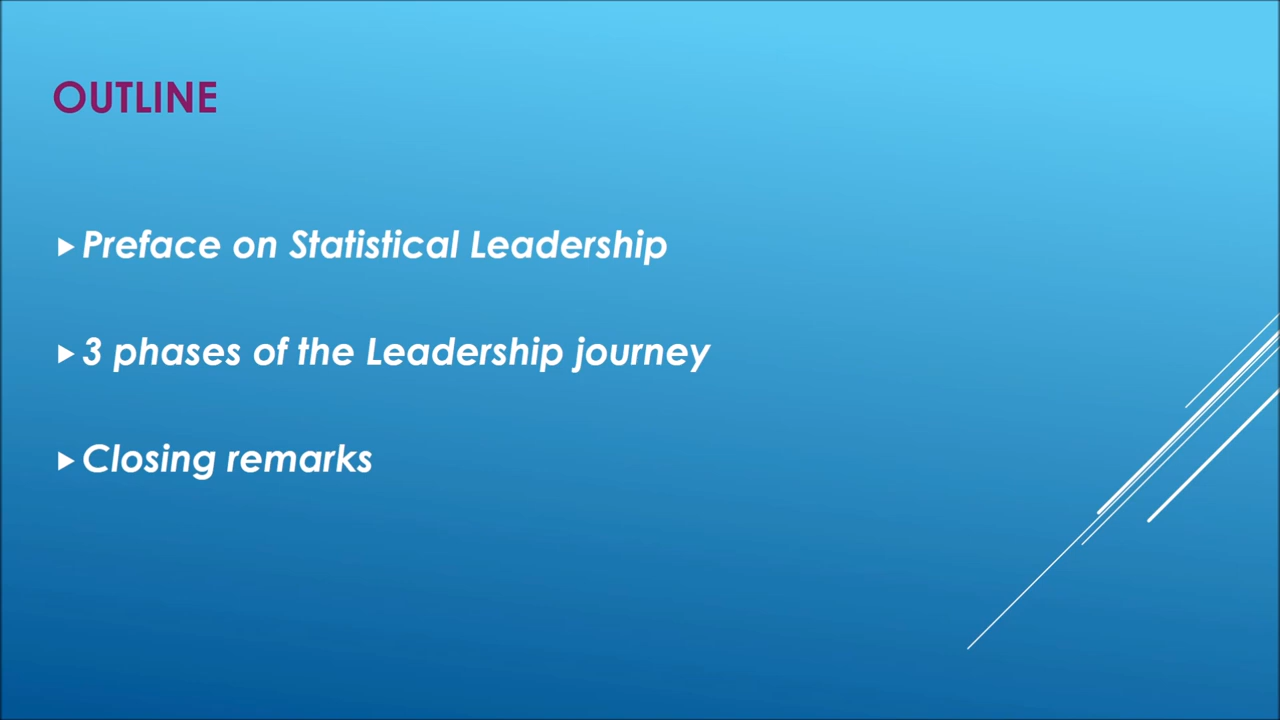 OUTLINE
Preface on Statistical Leadership
3 phases of the Leadership journey
Closing remarks